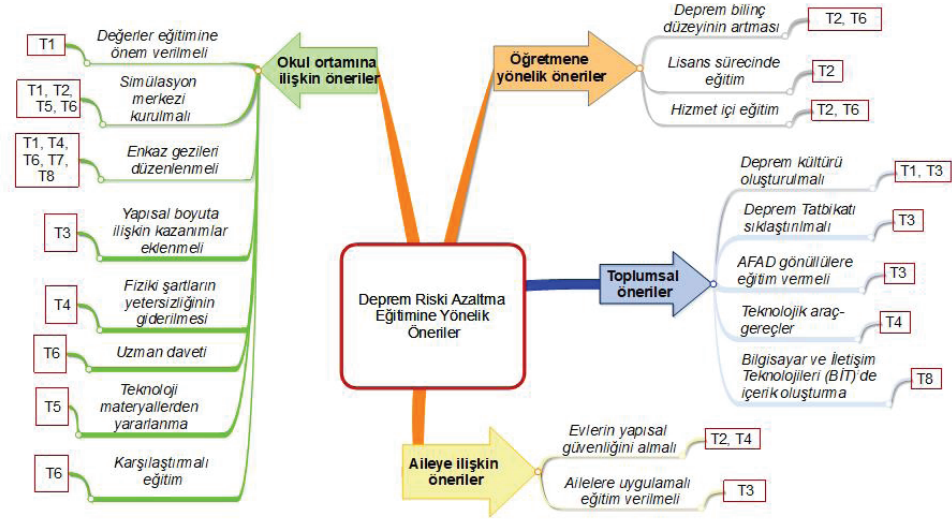 Deprem Riski Azaltma
Eğitimine Yönelik
Öneriler
Okul ortamına
ilişkin öneriler
Değerler eğitimine
önem verilmeli
T1
Simülasyon
merkezi
kurulmalı
T1, T2,
T5, T6
Enkaz gezileri
düzenlenmeli
T1, T4,
T6, T7,
T8
Yapısal boyuta
ilişkin kazanımlar
eklenmeli
T3
Fiziki şartların
yetersizliğinin
giderilmesi
T4
Uzman daveti
T6
Teknoloji
materyallerden
yararlanma
T5
Karşılaştırmalı
eğitim
T6
Öğretmene
yönelik öneriler
Deprem bilinç
düzeyinin artması
T2, T6
Lisans sürecinde
eğitim
T2
Hizmet içi eğitim
T2, T6
Toplumsal
öneriler
Deprem kültürü
oluşturulmalı
T1, T3
Deprem Tatbikatı
sıklaştırılmalı
T3
AFAD gönüllülere
eğitim vermeli
T3
Teknolojik araç-
gereçler
T4
Bilgisayar ve İletişim
Teknolojileri (BİT)'de
içerik oluşturma
T8
Aileye ilişkin
öneriler
Evlerin yapısal
güvenliğini almalı
T2, T4
Ailelere uygulamalı
eğitim verilmeli
T3